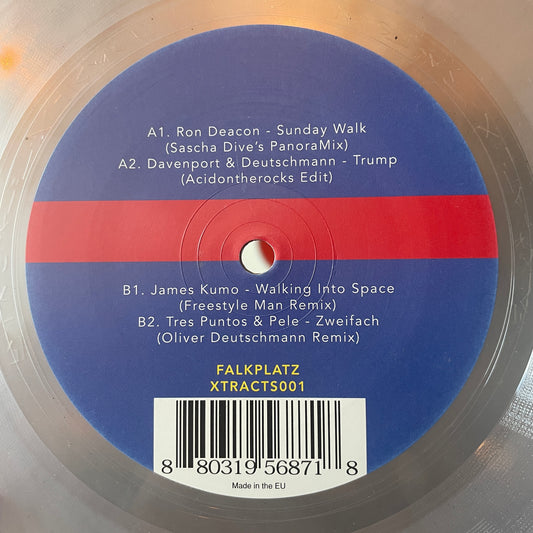 A1. Ron Deacon - Sunday Walk
(Sascha Dive's PanoraMix)
A2. Davenport & Deutschmann - Trump
(Acidontherocks Edit)
B1. James Kumo - Walking Into Space
(Freestyle Man Remix)
B2. Tres Puntos & Pele - Zweifach
(Oliver Deutschmann Remix)
FALKPLATZ
XTRACTS001
8 80319 56871 8
Made in the EU